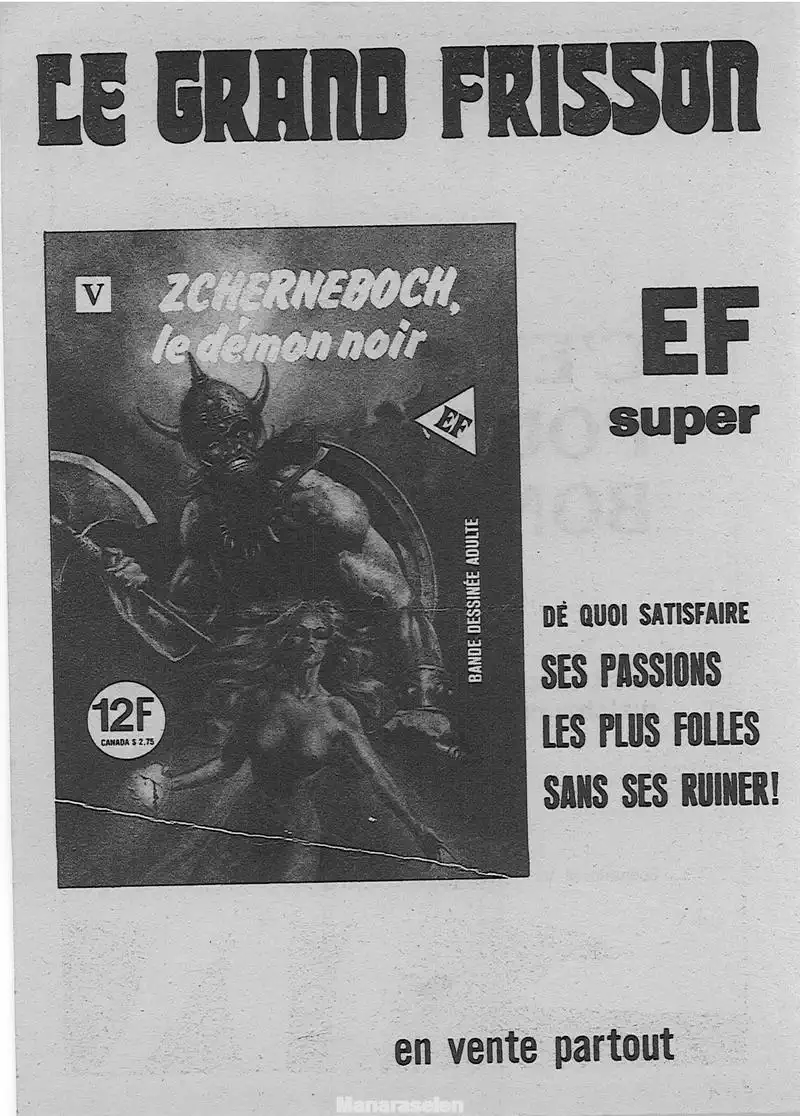 LE GRAND FRISSON
V
ZCHERNEBOCH,
le démon noir
EF
BANDE DESSINÉE ADULTE
12F
CANADA $ 2.75
EF
super
DE QUOI SATISFAIRE
SES PASSIONS
LES PLUS FOLLES
SANS SES RUINER!
en vente partout
Manaraselen